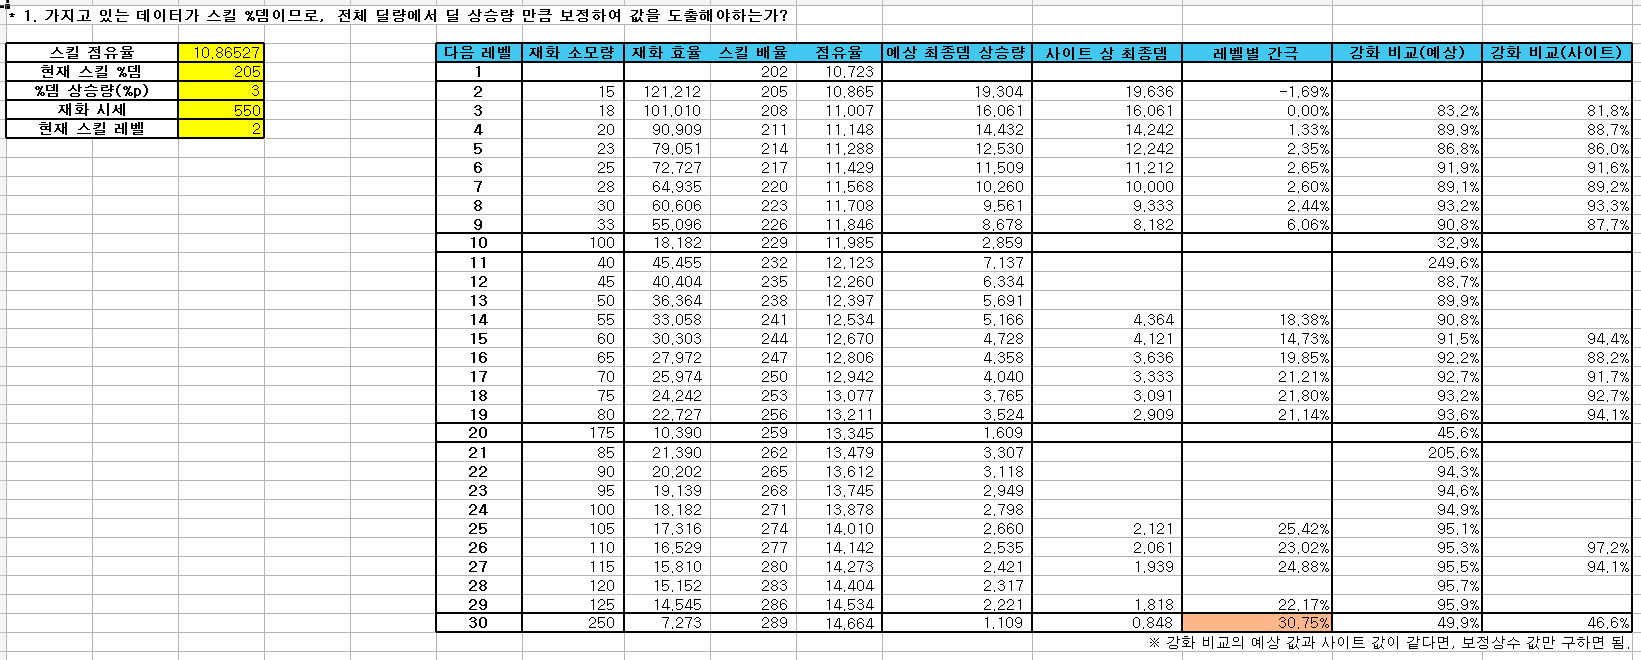 * 1. 가지고 있는 데이터가 스킬 %뎀이므로, 전체 딜량에서 딜 상승량 만큼 보정하여 값을 도출해야하는가?
스킬 점유율 10.86527
현재 스킬 %뎀 205
%뎀 상승량(%p) 3
재화 시세 550
현재 스킬 레벨 2
다음 레벨 재화 소모량 재화 효율 스킬 배율 점유율 예상 최종뎀 상승량 사이트 상 최종뎀 레벨별 간극 강화 비교(예상) 강화 비교(사이트)
1 202 10.723
2 15 121.212 205 10.865 19.304 19.636 -1.69%
3 18 101.010 208 11.007 16.061 16.061 0.00% 83.2% 81.8%
4 20 90.909 211 11.148 14.432 14.242 1.33% 89.9% 88.7%
5 23 79.051 214 11.288 12.530 12.242 2.35% 86.8% 86.0%
6 25 72.727 217 11.429 11.509 11.212 2.65% 91.9% 91.6%
7 28 64.935 220 11.568 10.260 10.000 2.60% 89.1% 89.2%
8 30 60.606 223 11.708 9.561 9.333 2.44% 93.2% 93.3%
9 33 55.096 226 11.846 8.678 8.182 6.06% 90.8% 87.7%
10 100 18.182 229 11.985 2.859 32.9%
11 40 45.455 232 12.123 7.137 249.6%
12 45 40.404 235 12.260 6.334 88.7%
13 50 36.364 238 12.397 5.691 89.9%
14 55 33.058 241 12.534 5.166 4.364 18.38% 90.8%
15 60 30.303 244 12.670 4.728 4.121 14.73% 91.5% 94.4%
16 65 27.972 247 12.806 4.358 3.636 19.85% 92.2% 88.2%
17 70 25.974 250 12.942 4.040 3.333 21.21% 92.7% 91.7%
18 75 24.242 253 13.077 3.765 3.091 21.80% 93.2% 92.7%
19 80 22.727 256 13.211 3.524 2.909 21.14% 93.6% 94.1%
20 175 10.390 259 13.345 1.609 45.6%
21 85 21.390 262 13.479 3.307 205.6%
22 90 20.202 265 13.612 3.118 94.3%
23 95 19.139 268 13.745 2.949 94.6%
24 100 18.182 271 13.878 2.798 94.9%
25 105 17.316 274 14.010 2.660 2.121 25.42% 95.1%
26 110 16.529 277 14.142 2.535 2.061 23.02% 95.3% 97.2%
27 115 15.810 280 14.273 2.421 1.939 24.88% 95.5% 94.1%
28 120 15.152 283 14.404 2.317 95.7%
29 125 14.545 286 14.534 2.221 1.818 22.17% 95.9%
30 250 7.273 289 14.664 1.109 0.848 30.75% 49.9% 46.6%
※ 강화 비교의 예상 값과 사이트 값이 같다면, 보정상수 값만 구하면 됨.